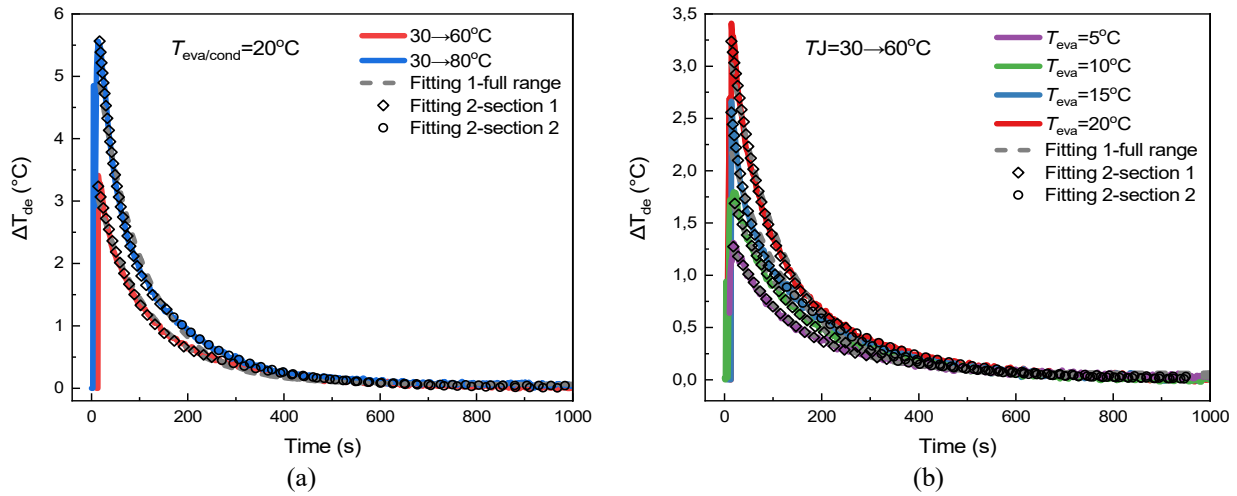 6
5
4
3
2
1
0
ΔT_de (°C)
T_eva/cond=20°C
30→60°C
30→80°C
Fitting 1-full range
Fitting 2-section 1
Fitting 2-section 2
0 200 400 600 800 1000
Time (s)
(a)
3,5
3,0
2,5
2,0
1,5
1,0
0,5
0,0
ΔT_de (°C)
TJ=30→60°C
T_eva=5°C
T_eva=10°C
T_eva=15°C
T_eva=20°C
Fitting 1-full range
Fitting 2-section 1
Fitting 2-section 2
0 200 400 600 800 1000
Time (s)
(b)